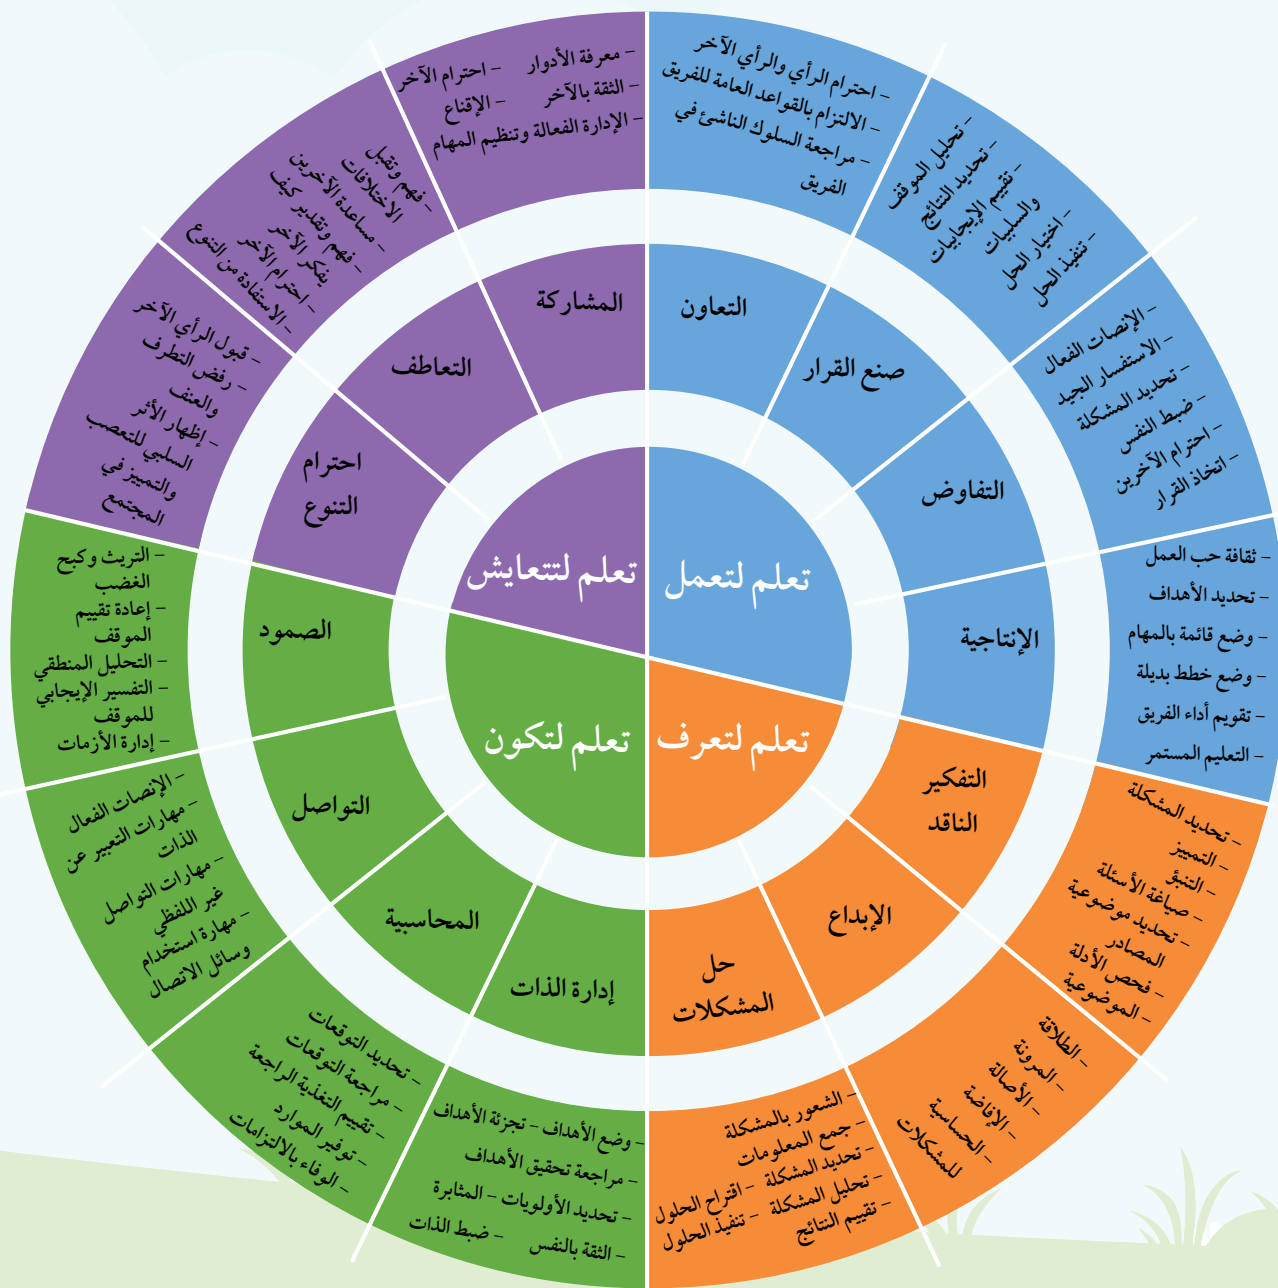 تعلم لتعمل
التعاون
– احترام الرأي والرأي الآخر
– الالتزام بالقواعد العامة للفريق
– مراجعة السلوك الناشئ في
الفريق
صنع القرار
– تحليل الموقف
– تحديد النتائج
– تقييم الإيجابيات
والسلبيات
– اختيار الحل
– تنفيذ الحل
التفاوض
– الإنصات الفعال
– الاستفسار الجيد
– تحديد المشكلة
– ضبط النفس
– احترام الآخرين
– اتخاذ القرار
الإنتاجية
– ثقافة حب العمل
– تحديد الأهداف
– وضع قائمة بالمهام
– وضع خطط بديلة
– تقويم أداء الفريق
– التعليم المستمر
تعلم لتعرف
التفكير
الناقد
– تحديد المشكلة
– التمييز
– التنبؤ
– صياغة الأسئلة
– تحديد موضوعية
المصادر
– فحص الأدلة
– الموضوعية
الإبداع
– الطلاقة
– المرونة
– الأصالة
– الإفاضة
– الحساسية
للمشكلات
حل
المشكلات
– الشعور بالمشكلة
– جمع المعلومات
– تحديد المشكلة – اقتراح الحلول
– تحليل المشكلة – تنفيذ الحلول
– تقييم النتائج
تعلم لتكون
إدارة الذات
– وضع الأهداف – تجزئة الأهداف
– مراجعة تحقيق الأهداف
– تحديد الأولويات – المثابرة
– الثقة بالنفس – ضبط الذات
المحاسبية
– تحديد التوقعات
– مراجعة التوقعات
– تقييم التغذية الراجعة
– توفير الموارد
– الوفاء بالالتزامات
التواصل
– الإنصات الفعال
– مهارات التعبير عن
الذات
– مهارات التواصل
غير اللفظي
– مهارة استخدام
وسائل الاتصال
الصمود
– التريث وكبح
الغضب
– إعادة تقييم
الموقف
– التحليل المنطقي
– التفسير الإيجابي
للموقف
– إدارة الأزمات
تعلم لتتعايش
احترام
التنوع
– قبول الرأي الآخر
– رفض التطرف
والعنف
– إظهار الأثر
السلبي للتعصب
والتمييز في
المجتمع
التعاطف
– فهم وتقبل
الاختلافات
– مساعدة الآخرين
– فهم وتقدير كيف
يفكر الآخر
– احترام الآخر
– الاستفادة من التنوع
المشاركة
– معرفة الأدوار – احترام الآخر
– الثقة بالآخر – الإقناع
– الإدارة الفعالة وتنظيم المهام